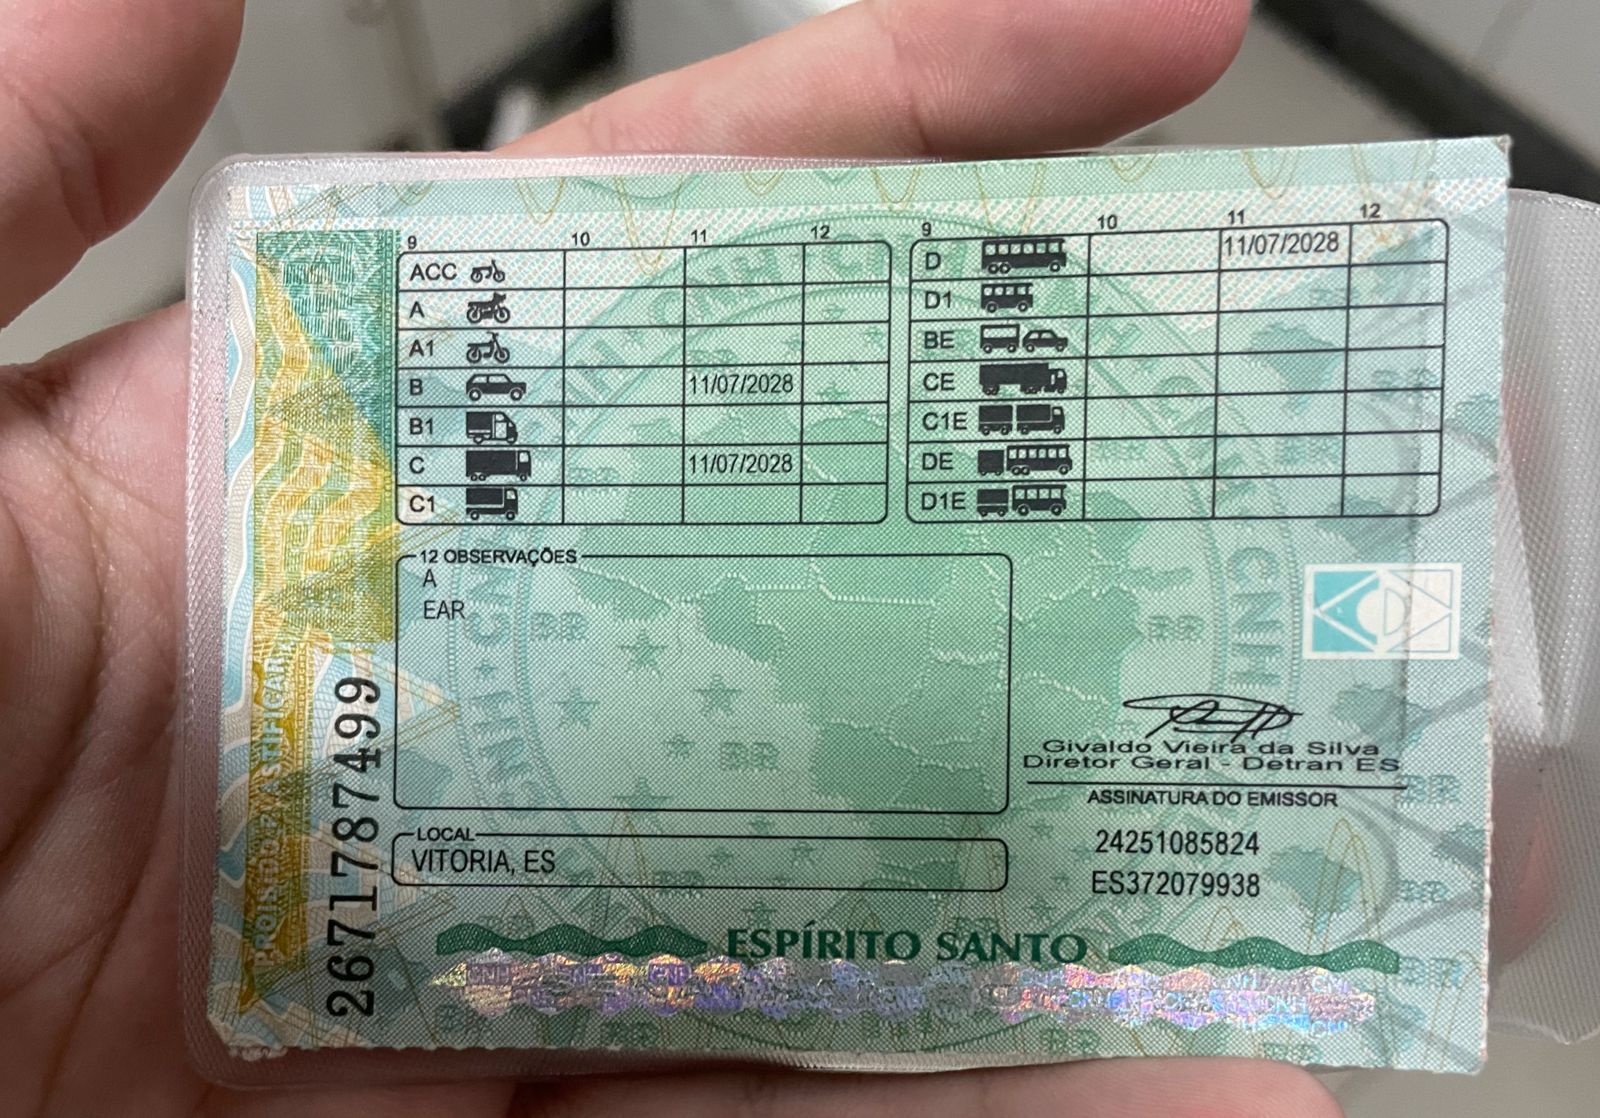 9 10 11 12
ACC
A
A1
B 11/07/2028
B1
C 11/07/2028
C1
9 10 11 12
D 11/07/2028
D1
BE
CE
C1E
DE
D1E
12 OBSERVAÇÕES
A
EAR
Givaldo Vieira da Silva
Diretor Geral - Detran ES
ASSINATURA DO EMISSOR
LOCAL
VITORIA, ES
24251085824
ES372079938
ESPÍRITO SANTO
2671787499